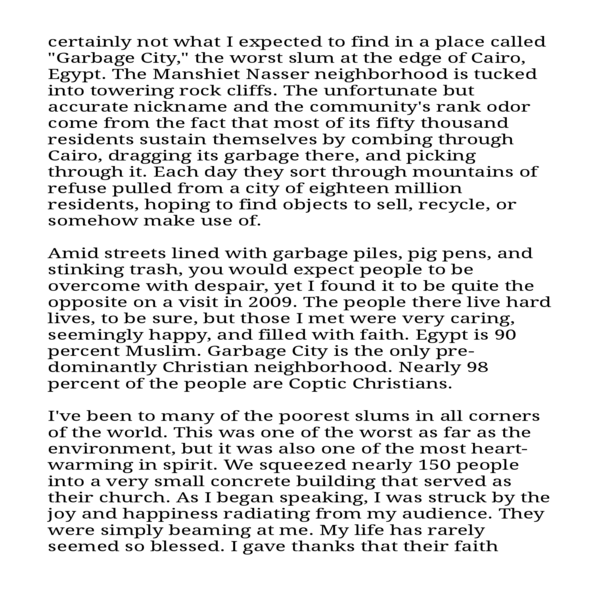 certainly not what I expected to find in a place called
"Garbage City," the worst slum at the edge of Cairo,
Egypt. The Manshiet Nasser neighborhood is tucked
into towering rock cliffs. The unfortunate but
accurate nickname and the community's rank odor
come from the fact that most of its fifty thousand
residents sustain themselves by combing through
Cairo, dragging its garbage there, and picking
through it. Each day they sort through mountains of
refuse pulled from a city of eighteen million
residents, hoping to find objects to sell, recycle, or
somehow make use of.

Amid streets lined with garbage piles, pig pens, and
stinking trash, you would expect people to be
overcome with despair, yet I found it to be quite the
opposite on a visit in 2009. The people there live hard
lives, to be sure, but those I met were very caring,
seemingly happy, and filled with faith. Egypt is 90
percent Muslim. Garbage City is the only pre-
dominantly Christian neighborhood. Nearly 98
percent of the people are Coptic Christians.

I've been to many of the poorest slums in all corners
of the world. This was one of the worst as far as the
environment, but it was also one of the most heart-
warming in spirit. We squeezed nearly 150 people
into a very small concrete building that served as
their church. As I began speaking, I was struck by the
joy and happiness radiating from my audience. They
were simply beaming at me. My life has rarely
seemed so blessed. I gave thanks that their faith